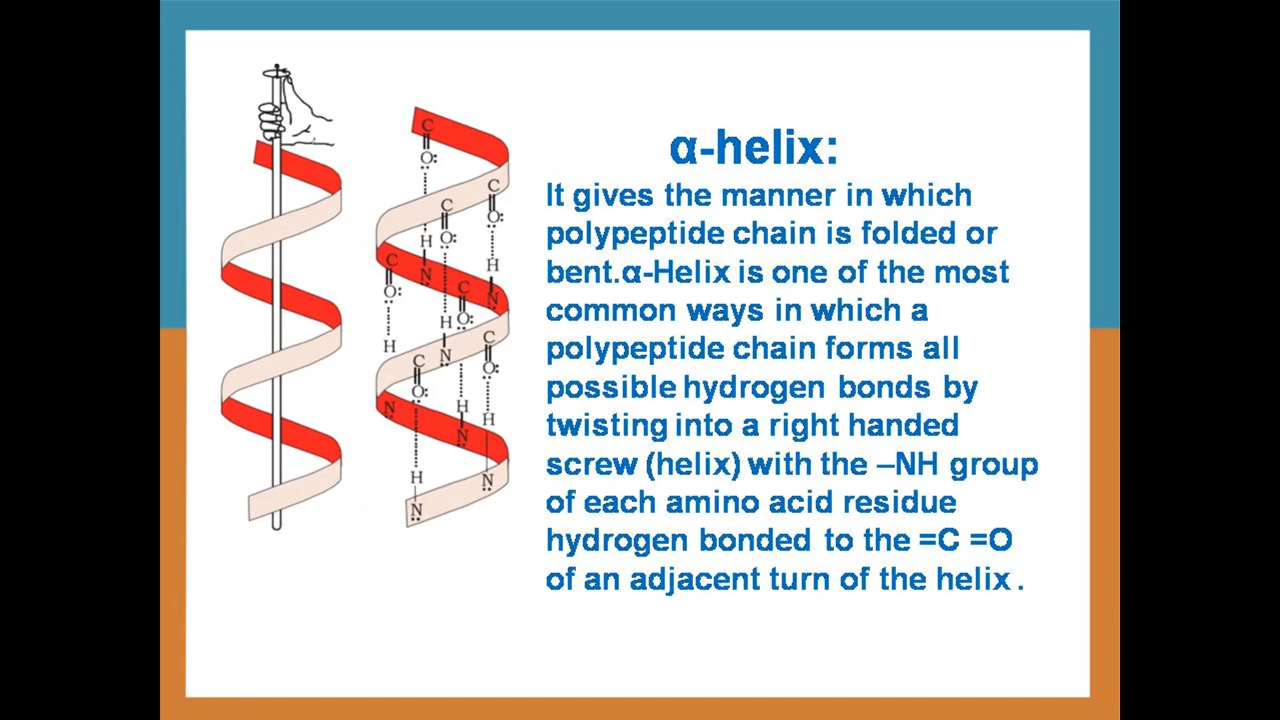 α-helix:
It gives the manner in which
polypeptide chain is folded or
bent.α-Helix is one of the most
common ways in which a
polypeptide chain forms all
possible hydrogen bonds by
twisting into a right handed
screw (helix) with the –NH group
of each amino acid residue
hydrogen bonded to the =C =O
of an adjacent turn of the helix .
C
O:
C
O:
C
O:
H
N
H
N
C
O:
C
O:
H
N
H
C
O:
C
O:
N
H
N
H
N
H
N